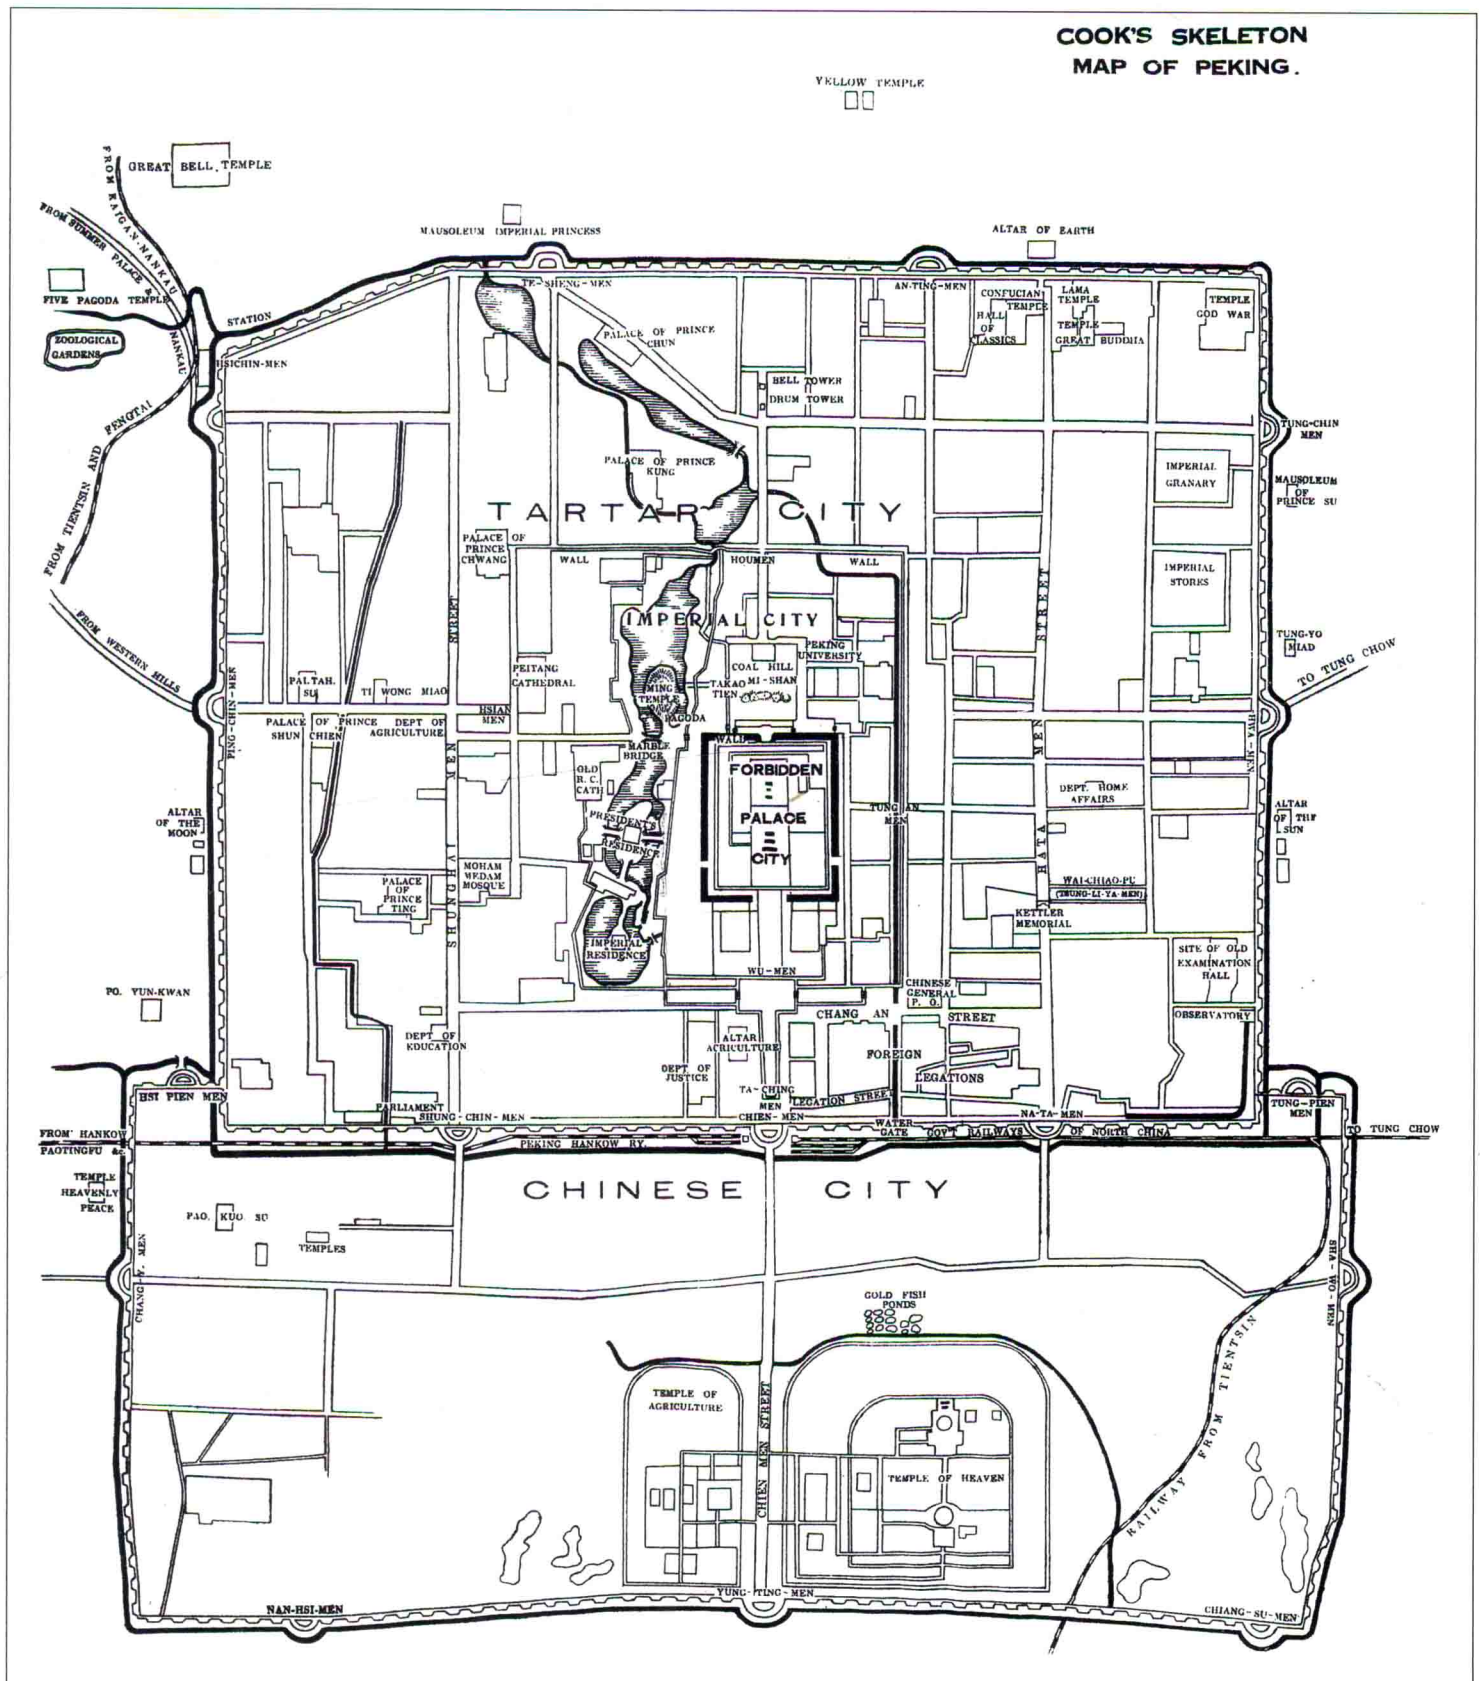 COOK'S SKELETON
MAP OF PEKING.
YELLOW TEMPLE
GREAT BELL. TEMPLE
FROM KAIGAN-NANKAU
FROM SUMMER PALACE &
NANKAU
FIVE PAGODA TEMPLE
ZOOLOGICAL
GARDENS
STATION
HSICHIN-MEN
FROM TIENTSIN AND FENGTAI
FROM WESTERN HILLS
MAUSOLEUM IMPERIAL PRINCESS
ALTAR OF EARTH
TE-SHENG-MEN
AN-TING-MEN
CONFUCIAN
TEMPLE
HALL
OF
CLASSICS
LAMA
TEMPLE
TEMPLE
GREAT BUDDHA
TEMPLE
GOD WAR
PALACE OF PRINCE
CHUN
BELL TOWER
DRUM TOWER
TUNG-CHIN
MEN
PALACE OF PRINCE
KUNG
IMPERIAL
GRANARY
MAUSOLEUM
OF
PRINCE SU
TARTAR CITY
PALACE OF
PRINCE
CHWANG
WALL
HOUMEN
WALL
IMPERIAL
STORES
STREET
STREET
IMPERIAL CITY
PEKING
UNIVERSITY
TUNG-YO
MIAD
TO TUNG CHOW
PEITANG
CATHEDRAL
COAL HILL
MI-SHAN
TAKAO
TIEN
MING
TEMPLE
PAGODA
PAI.TAH.
SU
TI WONG MIAO
HSIAN
MEN
PALACE OF PRINCE
SHUN CHIEN
DEPT OF
AGRICULTURE
PING-CHIN-MEN
MEN
WALL
MARBLE
BRIDGE
OLD
R. C.
CATH
FORBIDDEN
PALACE
CITY
TUNG AN
MEN
MEN
DEPT. HOME
AFFAIRS
HATA
ALTAR
OF THE
MOON
ALTAR
OF THE
SUN
PRESIDENT'S
RESIDENCE
MOHAM
MEDAM
MOSQUE
PALACE
OF
PRINCE
TING
SHUNGHAI
WAI-CHIAO-PU
(TSUNG-LI-YA-MEN)
KETTLER
MEMORIAL
IMPERIAL
RESIDENCE
WU-MEN
SITE OF OLD
EXAMINATION
HALL
PO. YUN-KWAN
CHINESE
GENERAL
P. O.
CHANG AN
STREET
OBSERVATORY
DEPT OF
EDUCATION
ALTAR
AGRICULTURE
FOREIGN
LEGATIONS
DEPT. OF
JUSTICE
TA-CHING
MEN
LEGATION STREET
HSI PIEN MEN
PARLIAMENT
SHUNG-CHIN-MEN
CHIEN-MEN
WATER
GATE
NA-TA-MEN
TUNG-PIEN
MEN
FROM HANKOW
PAOTINGFU &c
PEKING HANKOW RY.
GOVT RAILWAYS
OF NORTH CHINA
TO TUNG CHOW
TEMPLE
HEAVENLY
PEACE
CHINESE CITY
PAO. KUO SU
TEMPLES
CHANG-Y. MEN
SHA-WO-MEN
GOLD FISH
PONDS
RAILWAY FROM TIENTSIN
TEMPLE OF
AGRICULTURE
CHIEN MEN STREET
TEMPLE OF HEAVEN
YUNG-TING-MEN
NAN-HSI-MEN
CHIANG-SU-MEN